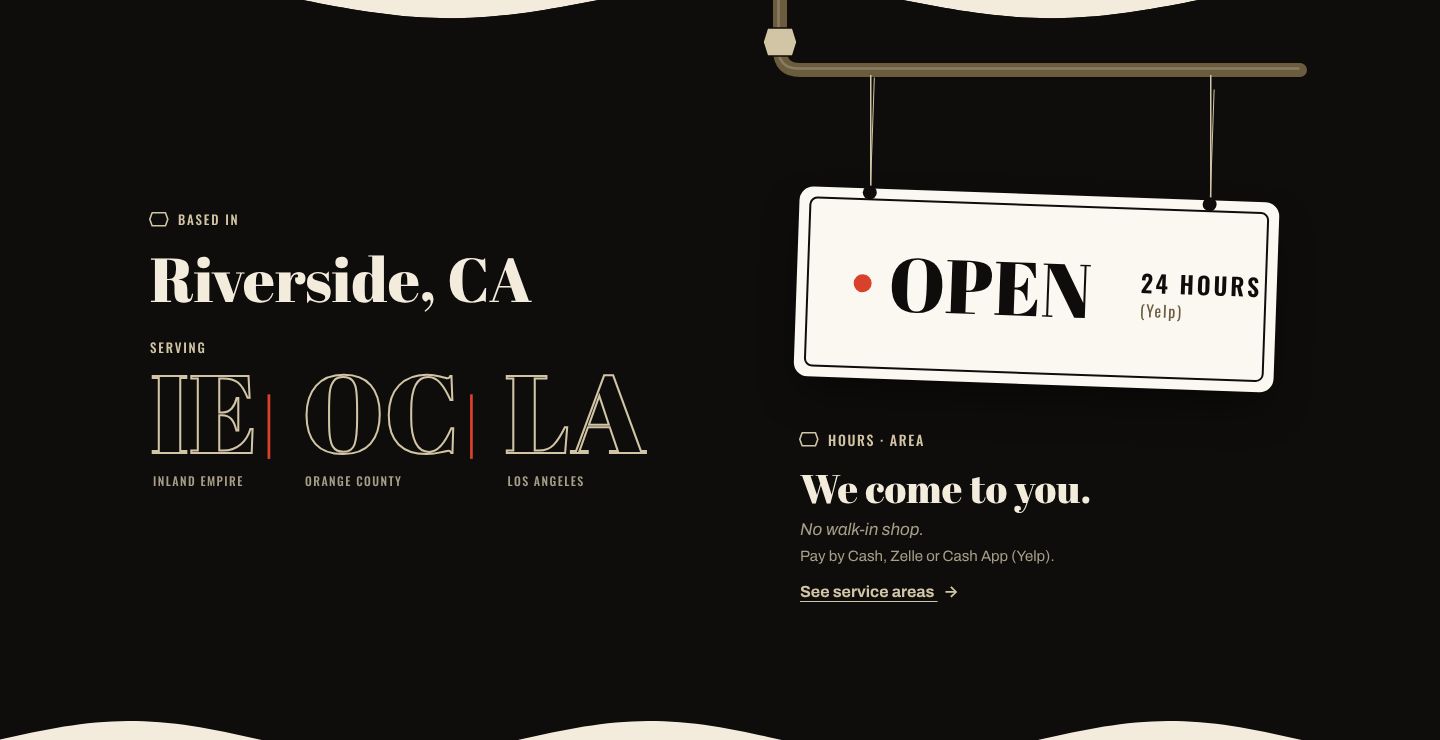 BASED IN
Riverside, CA
SERVING
IE OC LA
INLAND EMPIRE ORANGE COUNTY LOS ANGELES
OPEN
24 HOURS
(Yelp)
HOURS · AREA
We come to you.
No walk-in shop.
Pay by Cash, Zelle or Cash App (Yelp).
See service areas →